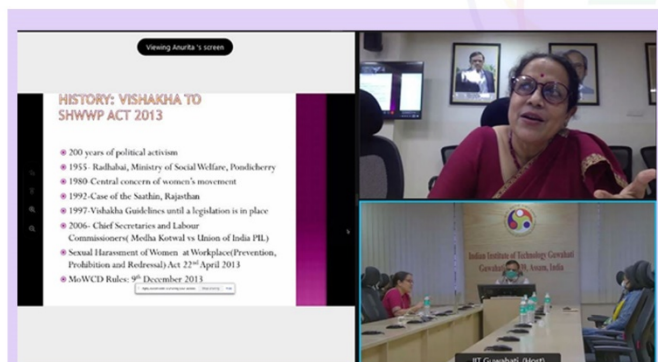 Viewing Anurita 's screen
HISTORY: VISHAKHA TO
SHWWP ACT 2013
200 years of political activism
1955- Radhabai, Ministry of Social Welfare, Pondicherry
1980-Central concern of women's movement
1992-Case of the Saathin, Rajasthan
1997-Vishakha Guidelines until a legislation is in place
2006- Chief Secretaries and Labour
Commissioners( Medha Kotwal vs Union of India PIL)
Sexual Harassment of Women at Workplace(Prevention,
Prohibition and Redressal) Act 22nd April 2013
MoWCD Rules: 9th December 2013
Indian Institute of Technology Guwahati
Guwahati Assam, India
IIT Guwahati (Host)